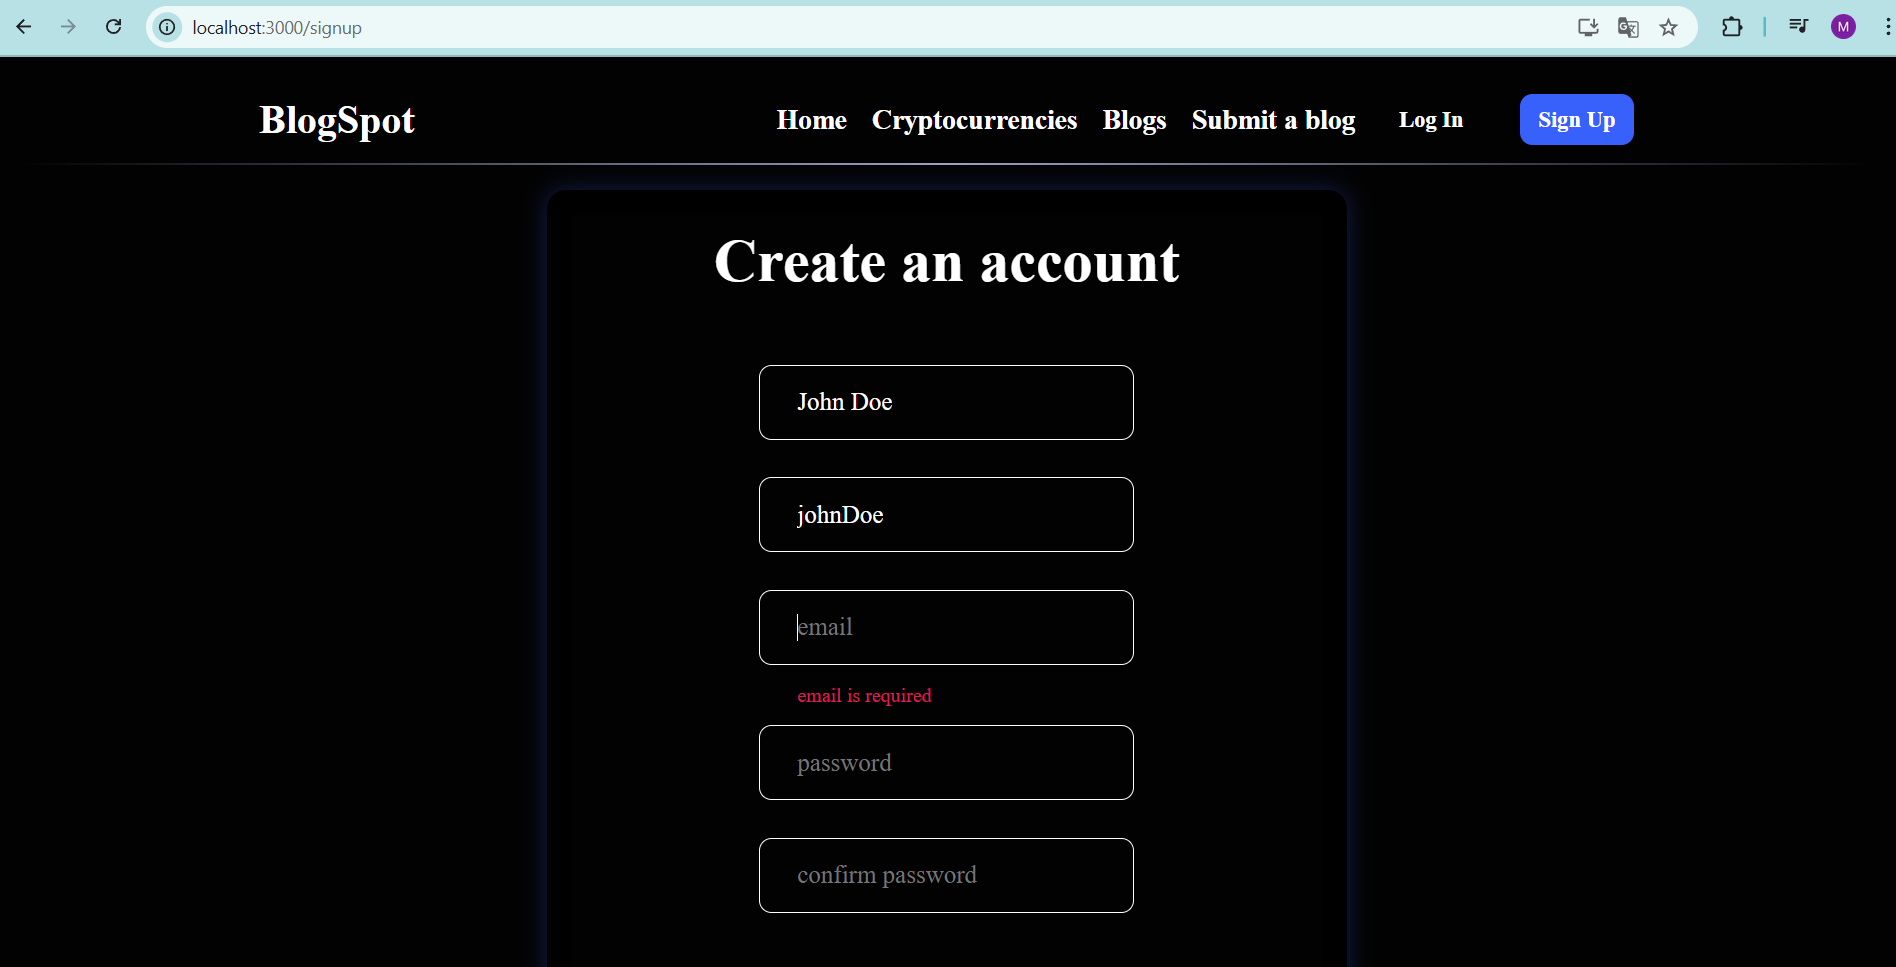 localhost:3000/signup
M
BlogSpot
Home Cryptocurrencies Blogs Submit a blog Log In Sign Up
Create an account
John Doe
johnDoe
email
email is required
password
confirm password